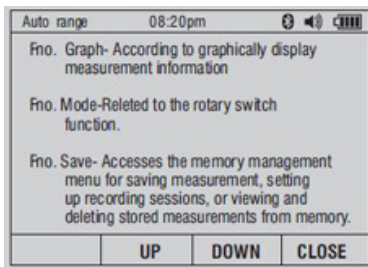 Auto range 08:20pm
Fno. Graph- According to graphically display
measurement information
Fno. Mode-Releted to the rotary switch
function.
Fno. Save- Accesses the memory management
menu for saving measurement, setting
up recording sessions, or viewing and
deleting stored measurements from memory.
UP DOWN CLOSE